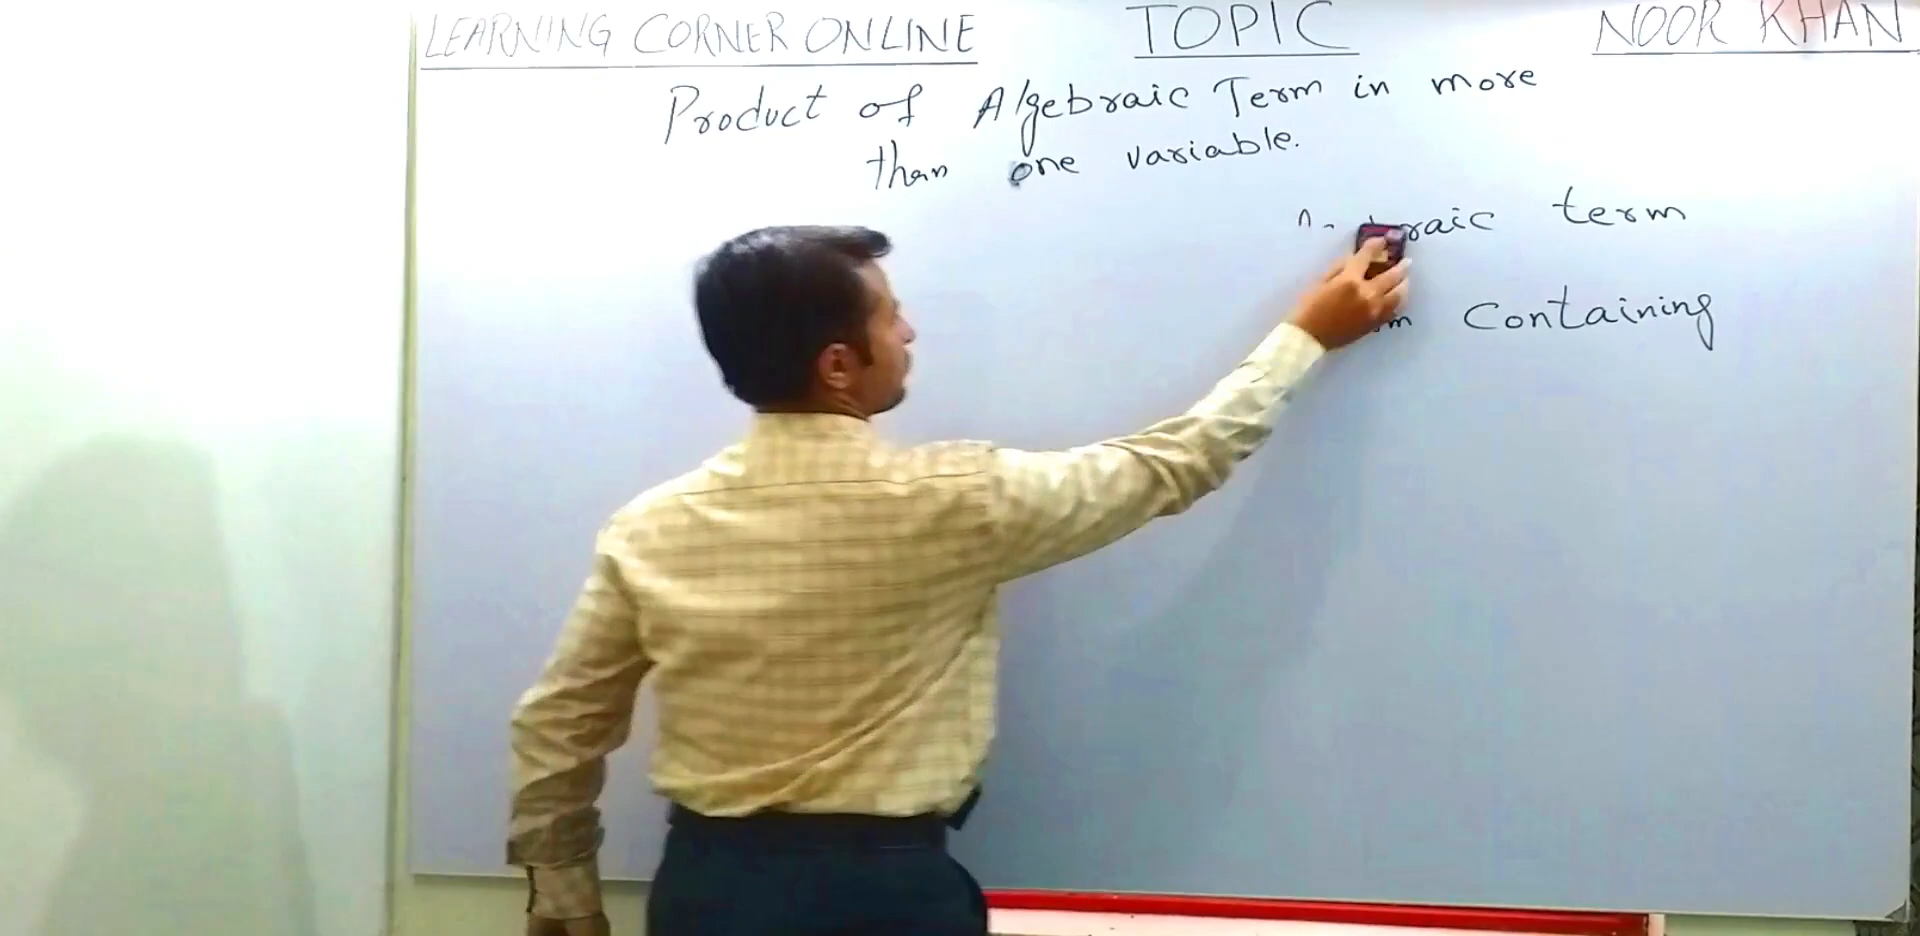 LEARNING CORNER ONLINE TOPIC NOOR KHAN
Product of Algebraic Term in more
than one variable.
term
Containing